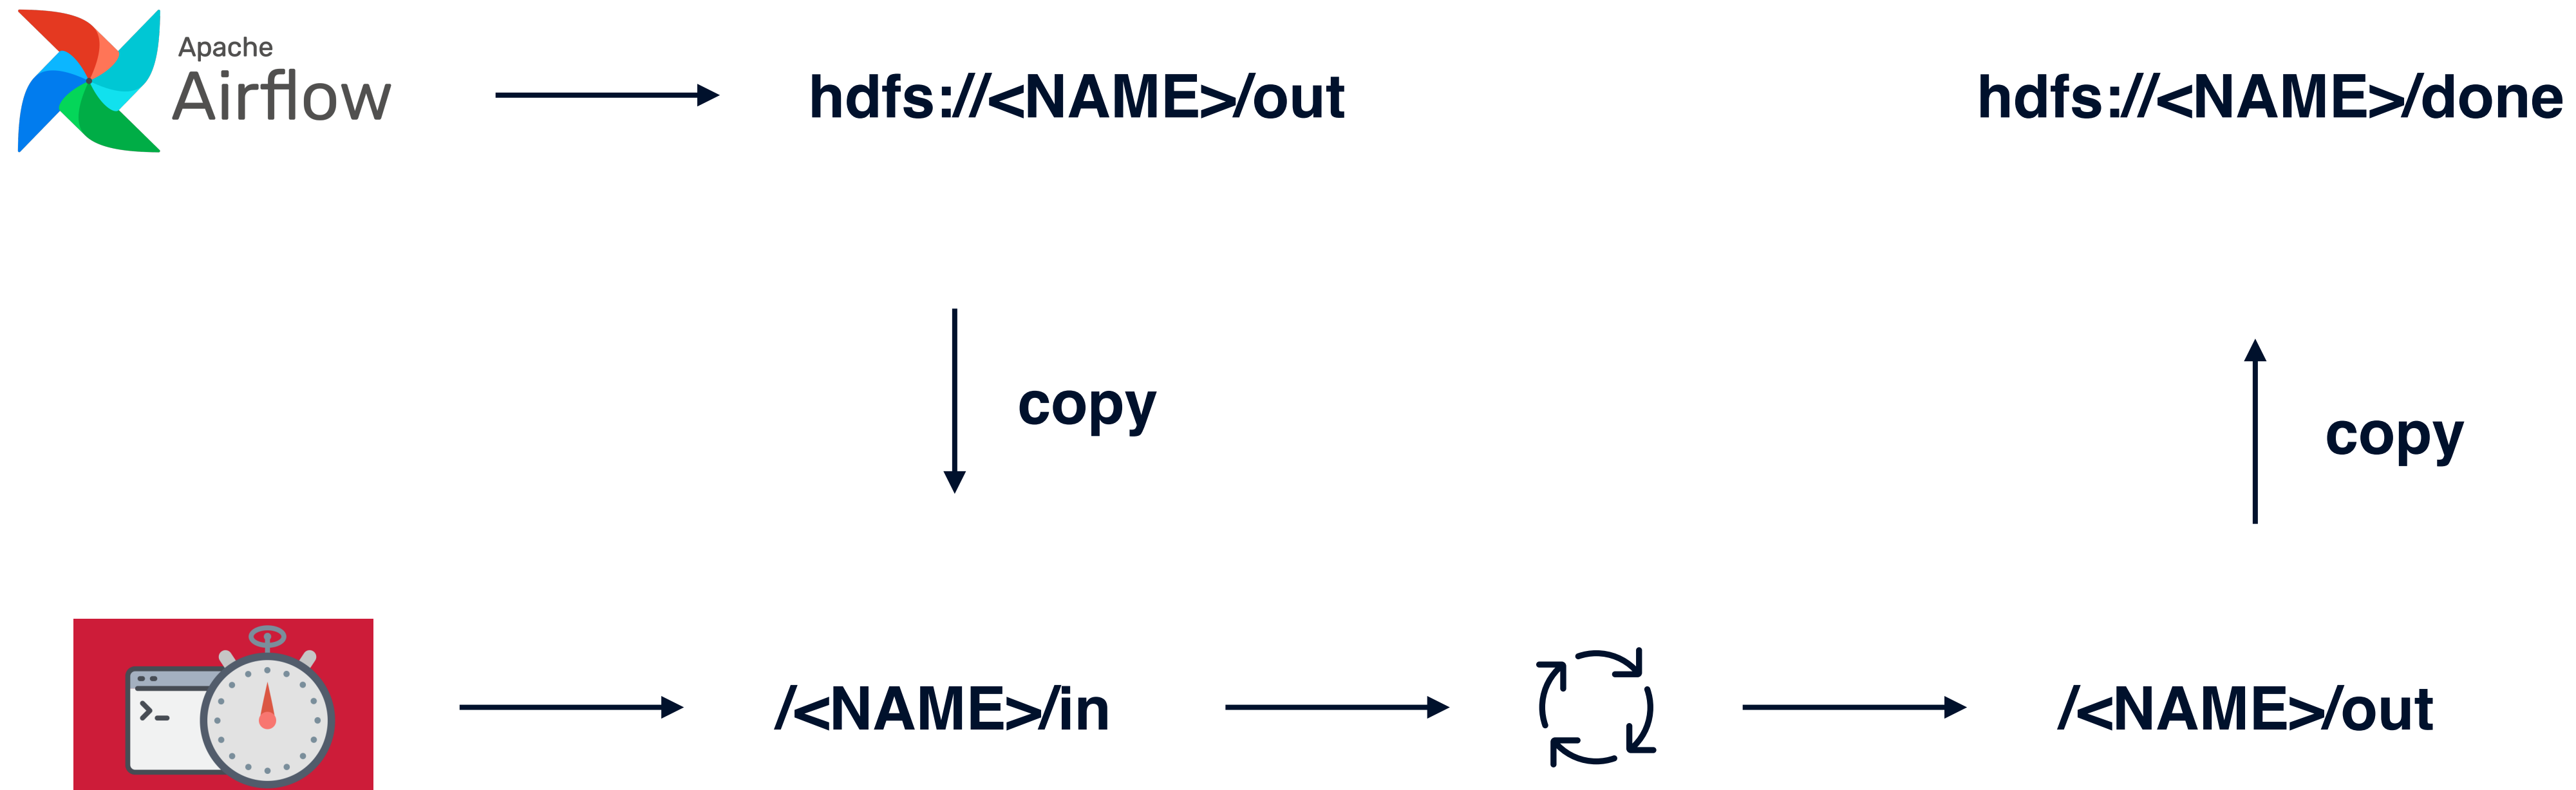 Apache
Airflow
hdfs://<NAME>/out
hdfs://<NAME>/done
copy
copy
>_
/<NAME>/in
/<NAME>/out